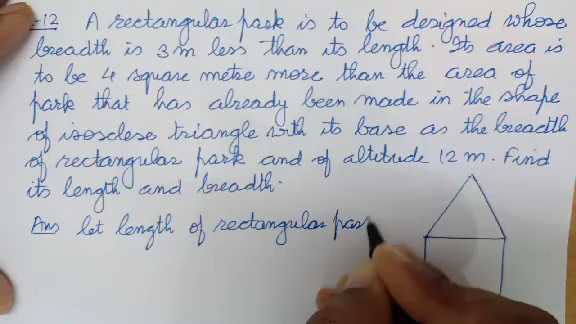 -12 A rectangular park is to be designed whose
breadth is 3 m less than its length. Its area is
to be 4 square metre more than the area of
park that has already been made in the shape
of isosclese triangle with its base as the breadth
of rectangular park and of altitude 12 m. Find
its length and breadth.
Ans let length of rectangular par